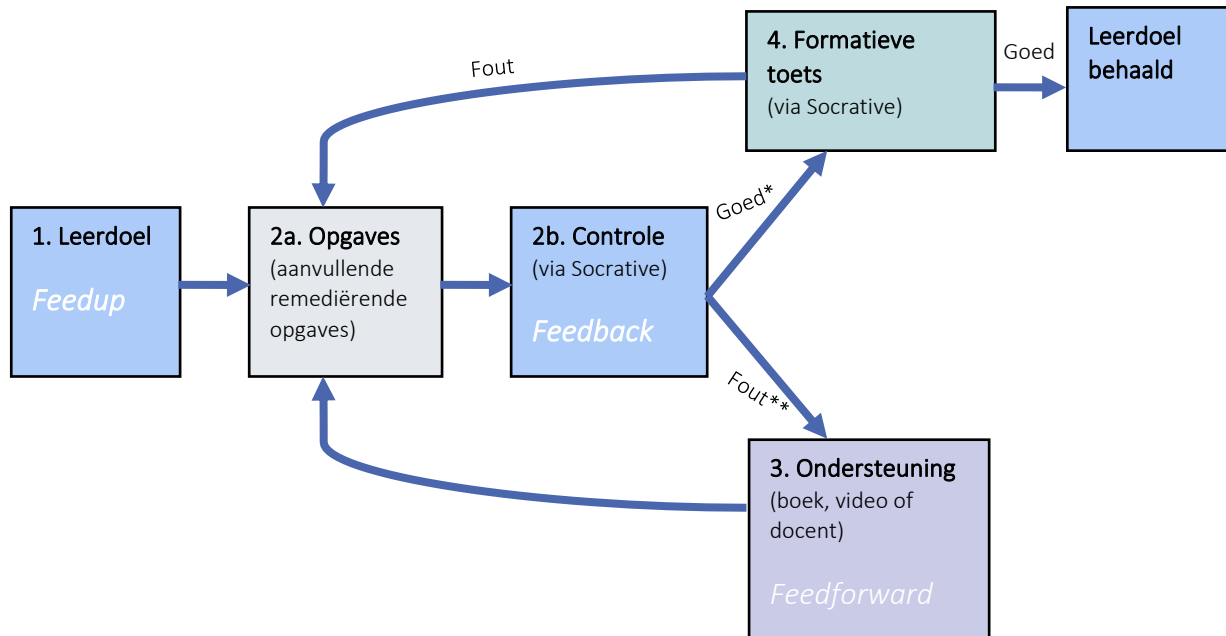 4. Formatieve
toets
(via Socrative)
Goed
Leerdoel
behaald
Fout
1. Leerdoel
Feedup
2a. Opgaves
(aanvullende
remediërende
opgaves)
2b. Controle
(via Socrative)
Feedback
Goed*
Fout**
3. Ondersteuning
(boek, video of
docent)
Feedforward